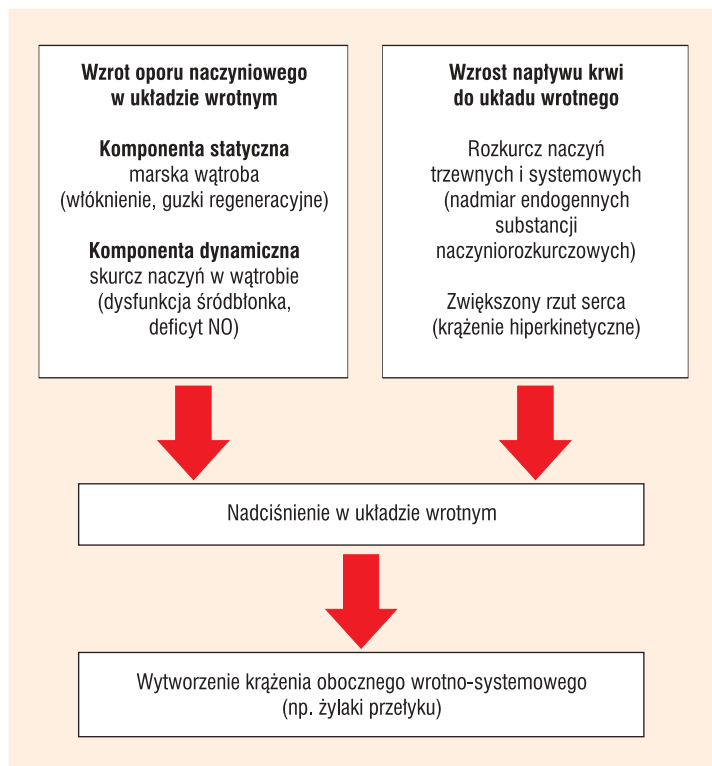 Wzrot oporu naczyniowego
w układzie wrotnym
Komponenta statyczna
marska wątroba
(włóknienie, guzki regeneracyjne)
Komponenta dynamiczna
skurcz naczyń w wątrobie
(dysfunkcja śródbłonka,
deficyt NO)
Wzrost napływu krwi
do układu wrotnego
Rozkurcz naczyń
trzewnych i systemowych
(nadmiar endogennych
substancji
naczyniorozkurczowych)
Zwiększony rzut serca
(krążenie hiperkinetyczne)
Nadciśnienie w układzie wrotnym
Wytworzenie krążenia obocznego wrotno-systemowego
(np. żylaki przełyku)